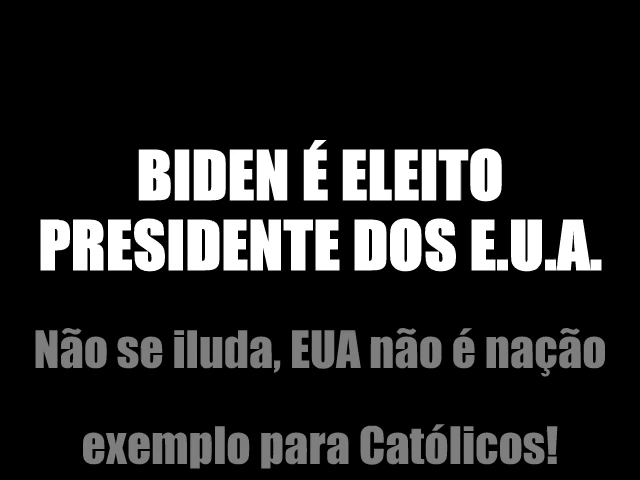 BIDEN É ELEITO
PRESIDENTE DOS E.U.A.
Não se iluda, EUA não é nação
exemplo para Católicos!